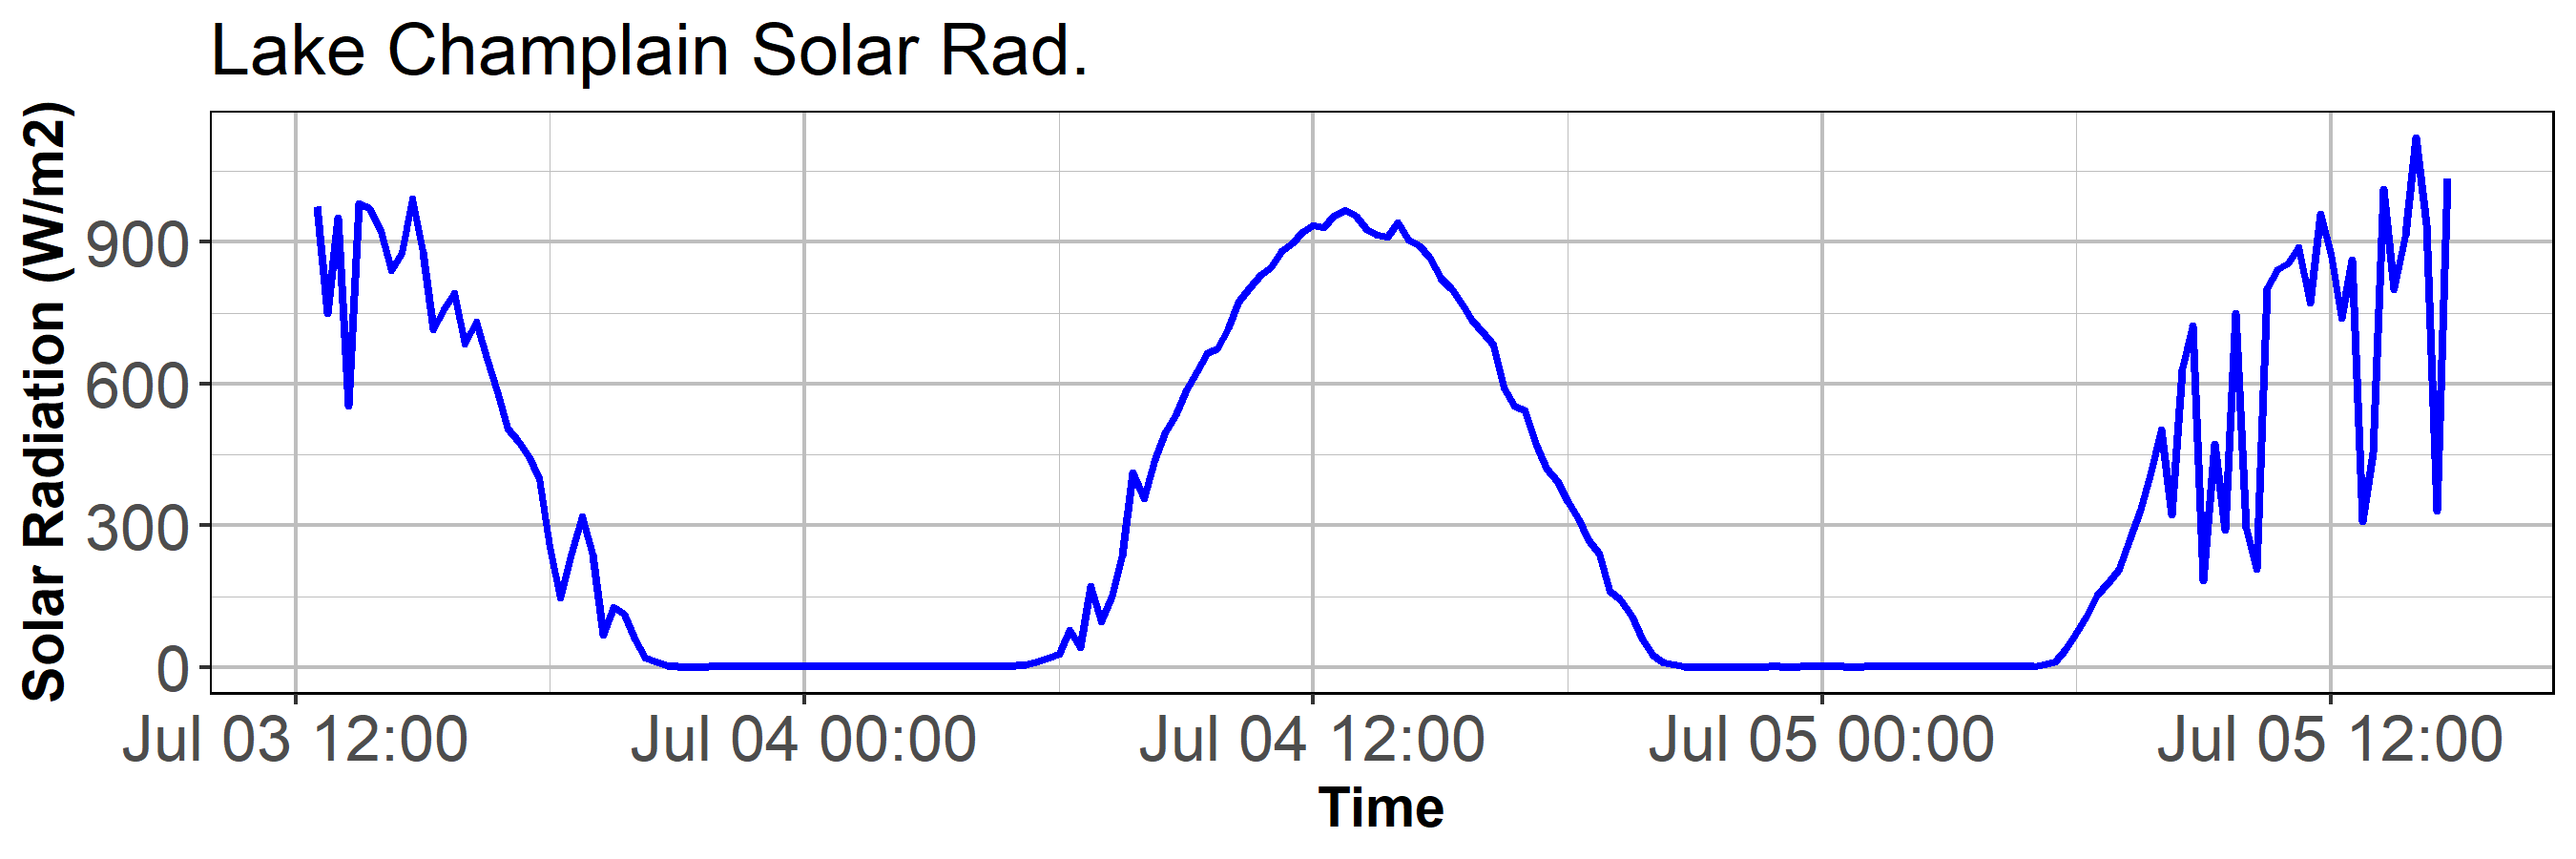 Lake Champlain Solar Rad.
Solar Radiation (W/m2)
900
600
300
0
Jul 03 12:00
Jul 04 00:00
Jul 04 12:00
Jul 05 00:00
Jul 05 12:00
Time